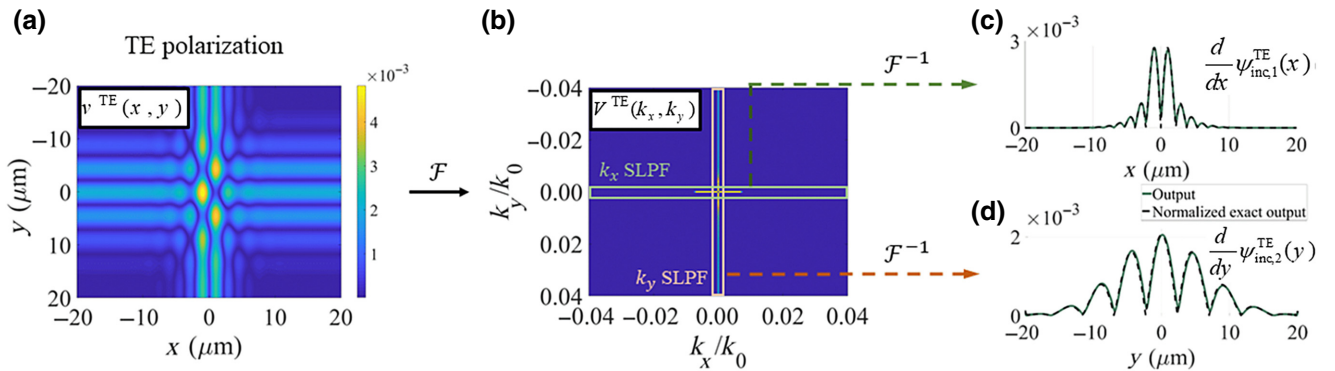 (a)
TE polarization
×10⁻³
v ᵀᴱ(x , y)
−20
−10
0
10
20
y (μm)
−20 −10 0 10 20
x (μm)
4
3
2
1
ℱ
(b)
V ᵀᴱ(kₓ, k_y)
kₓ SLPF
k_y SLPF
−0.04
−0.02
0.00
0.02
0.04
k_y/k₀
−0.04 −0.02 0.00 0.02 0.04
kₓ/k₀
ℱ⁻¹
ℱ⁻¹
(c)
×10⁻³
3
0
d/dx ψ^TE_inc,1(x)
−20 −10 0 10 20
x (μm)
Output
Normalized exact output
(d)
×10⁻³
2
0
d/dy ψ^TE_inc,2(y)
−20 −10 0 10 20
y (μm)